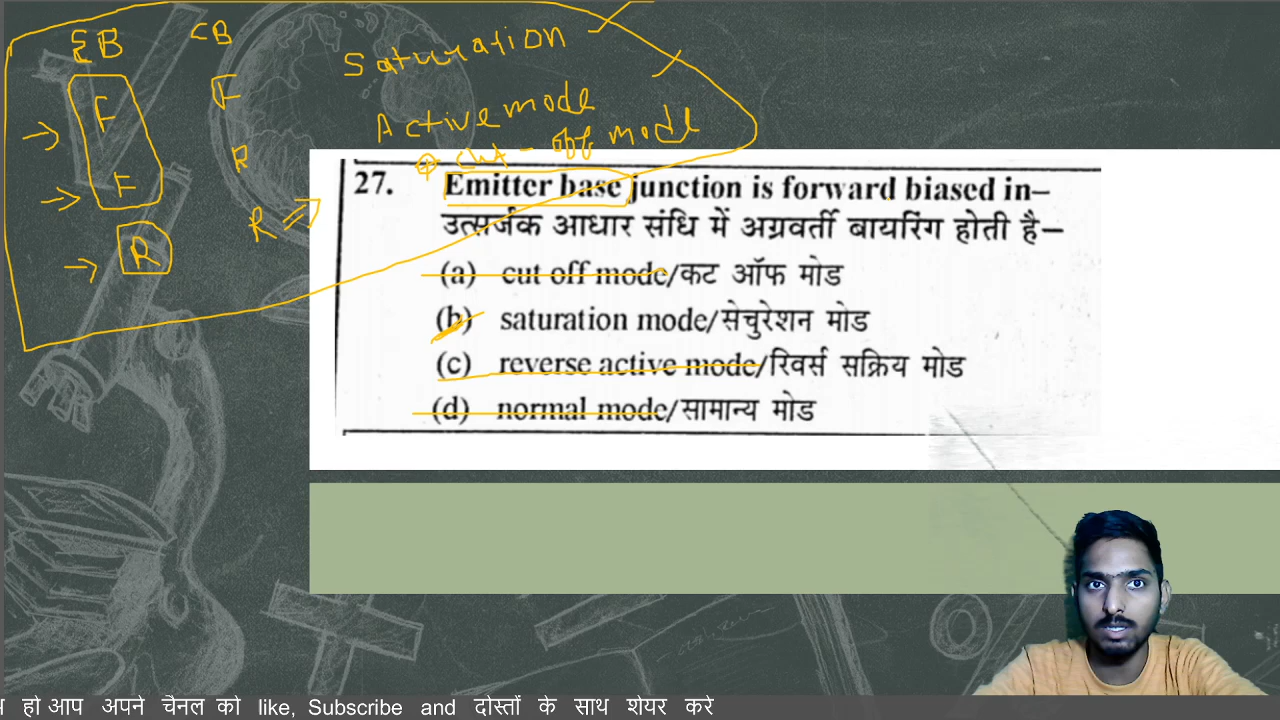 EB CB
F F Saturation
F R Active mode
R R ⇒ cut-off mode
27. Emitter base junction is forward biased in–
उत्सर्जक आधार संधि में अग्रवर्ती बायरिंग होती है–
(a) cut off mode/कट ऑफ मोड
(b) saturation mode/सेचुरेशन मोड
(c) reverse active mode/रिवर्स सक्रिय मोड
(d) normal mode/सामान्य मोड
हो आप अपने चैनल को like, Subscribe and दोस्तों के साथ शेयर करे